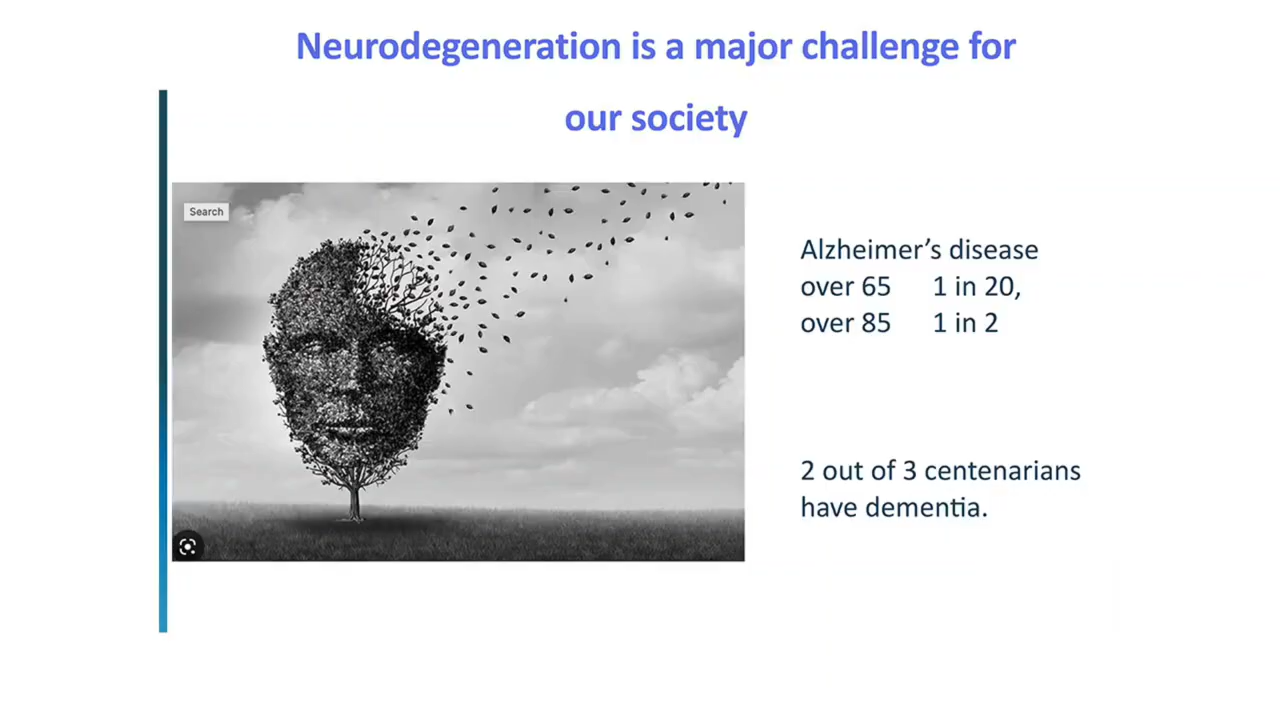 Neurodegeneration is a major challenge for
our society
Search
Alzheimer’s disease
over 65 1 in 20,
over 85 1 in 2
2 out of 3 centenarians
have dementia.